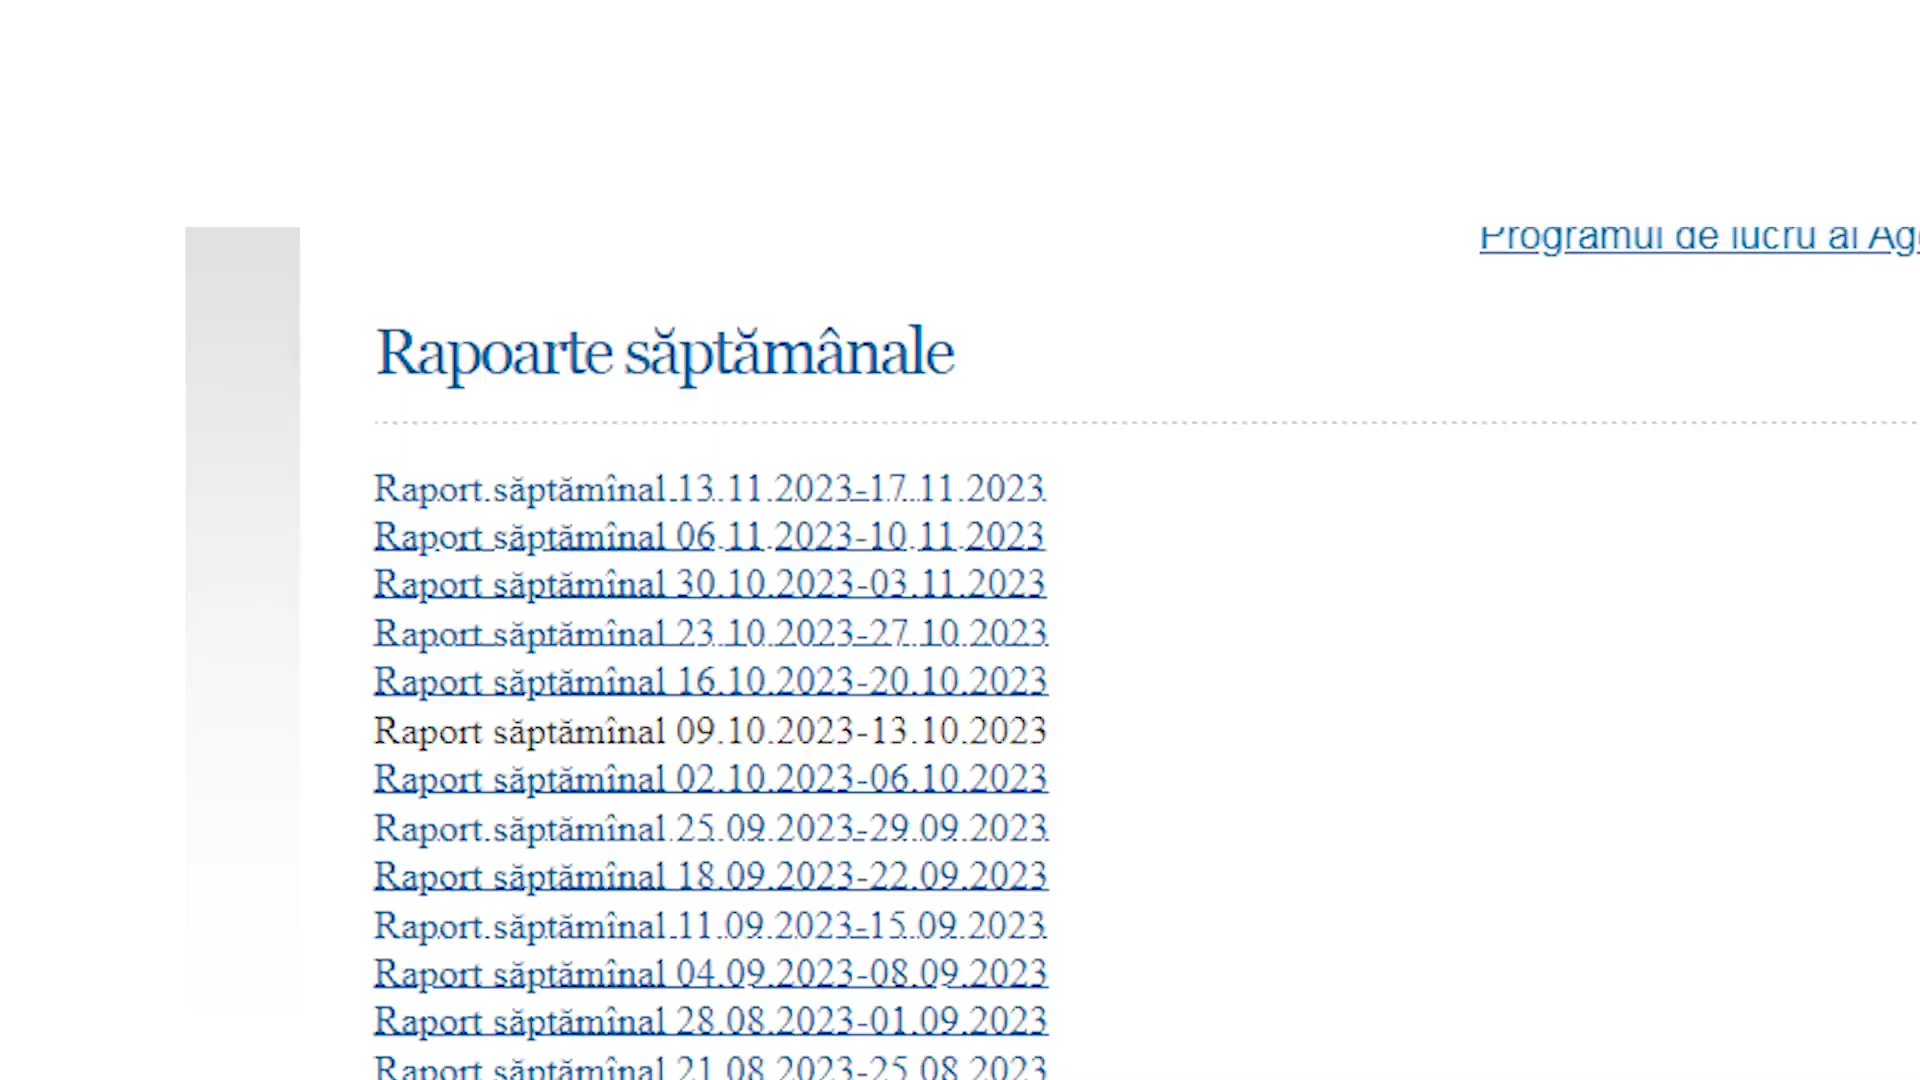 Programul de lucru al
Rapoarte săptămânale
Raport săptămînal 13.11.2023-17.11.2023
Raport săptămînal 06.11.2023-10.11.2023
Raport săptămînal 30.10.2023-03.11.2023
Raport săptămînal 23.10.2023-27.10.2023
Raport săptămînal 16.10.2023-20.10.2023
Raport săptămînal 09.10.2023-13.10.2023
Raport săptămînal 02.10.2023-06.10.2023
Raport săptămînal 25.09.2023-29.09.2023
Raport săptămînal 18.09.2023-22.09.2023
Raport săptămînal 11.09.2023-15.09.2023
Raport săptămînal 04.09.2023-08.09.2023
Raport săptămînal 28.08.2023-01.09.2023
Raport săptămînal 21.08.2023-25.08.2023